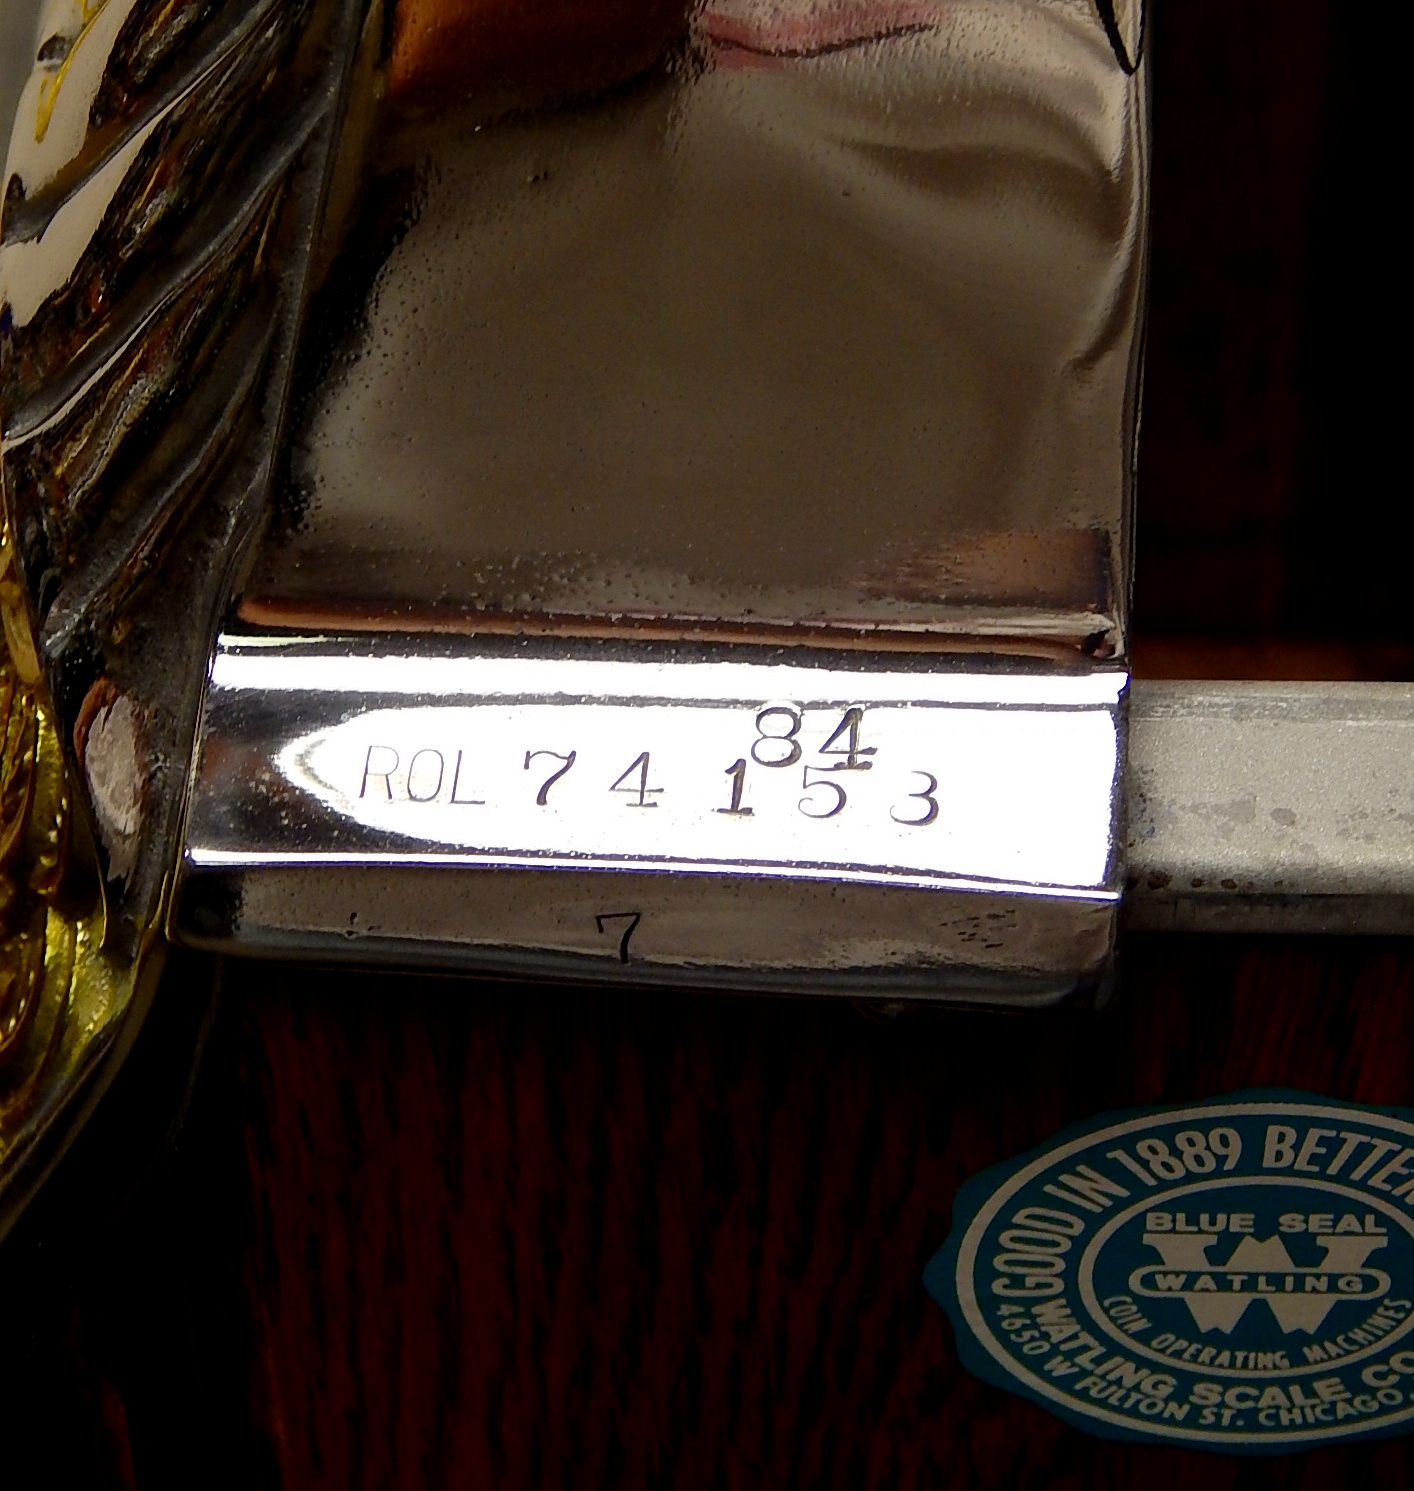 84
ROL 74 153
7
GOOD IN 1889 BETTER
BLUE SEAL
WATLING
COIN OPERATING MACHINES
WATLING SCALE CO
4650 W FULTON ST. CHICAGO.